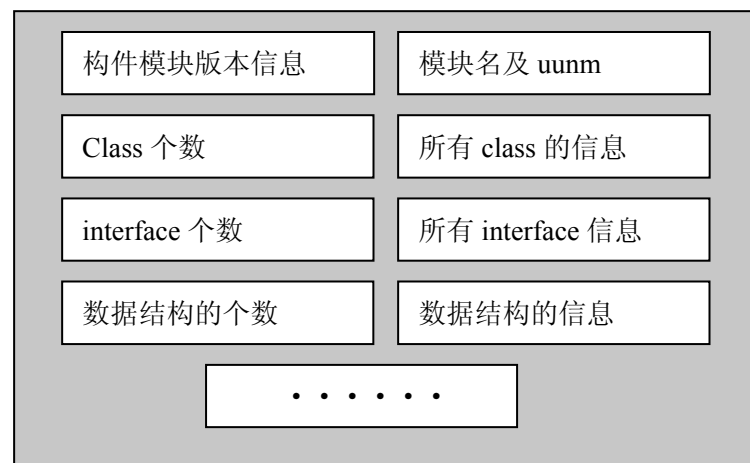 构件模块版本信息
模块名及 uunm
Class 个数
所有 class 的信息
interface 个数
所有 interface 信息
数据结构的个数
数据结构的信息
······